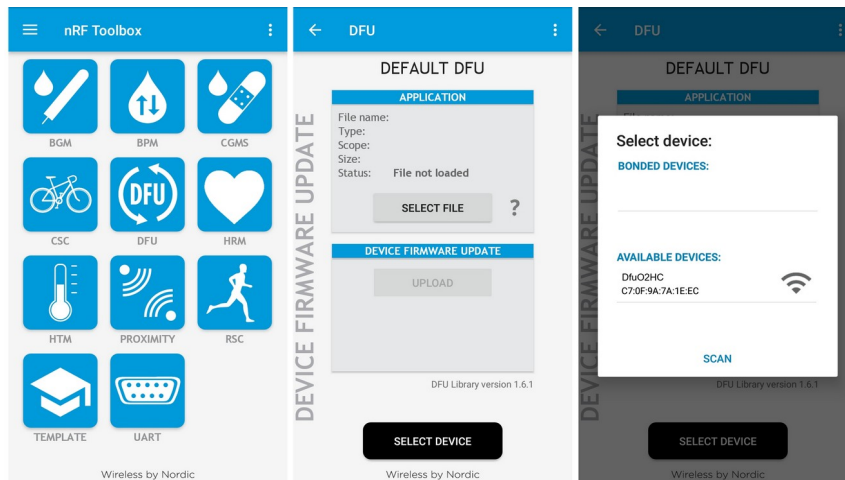 nRF Toolbox
BGM
BPM
CGMS
CSC
DFU
DFU
HRM
HTM
PROXIMITY
RSC
TEMPLATE
UART
Wireless by Nordic
DFU
DEFAULT DFU
DEVICE FIRMWARE UPDATE
APPLICATION
File name:
Type:
Scope:
Size:
Status: File not loaded
SELECT FILE ?
DEVICE FIRMWARE UPDATE
UPLOAD
DFU Library version 1.6.1
SELECT DEVICE
Wireless by Nordic
DFU
DEFAULT DFU
DEVICE FIRMWARE UPDATE
APPLICATION
Select device:
BONDED DEVICES:
AVAILABLE DEVICES:
DfuO2HC
C7:0F:9A:7A:1E:EC
SCAN
DFU Library version 1.6.1
SELECT DEVICE
Wireless by Nordic